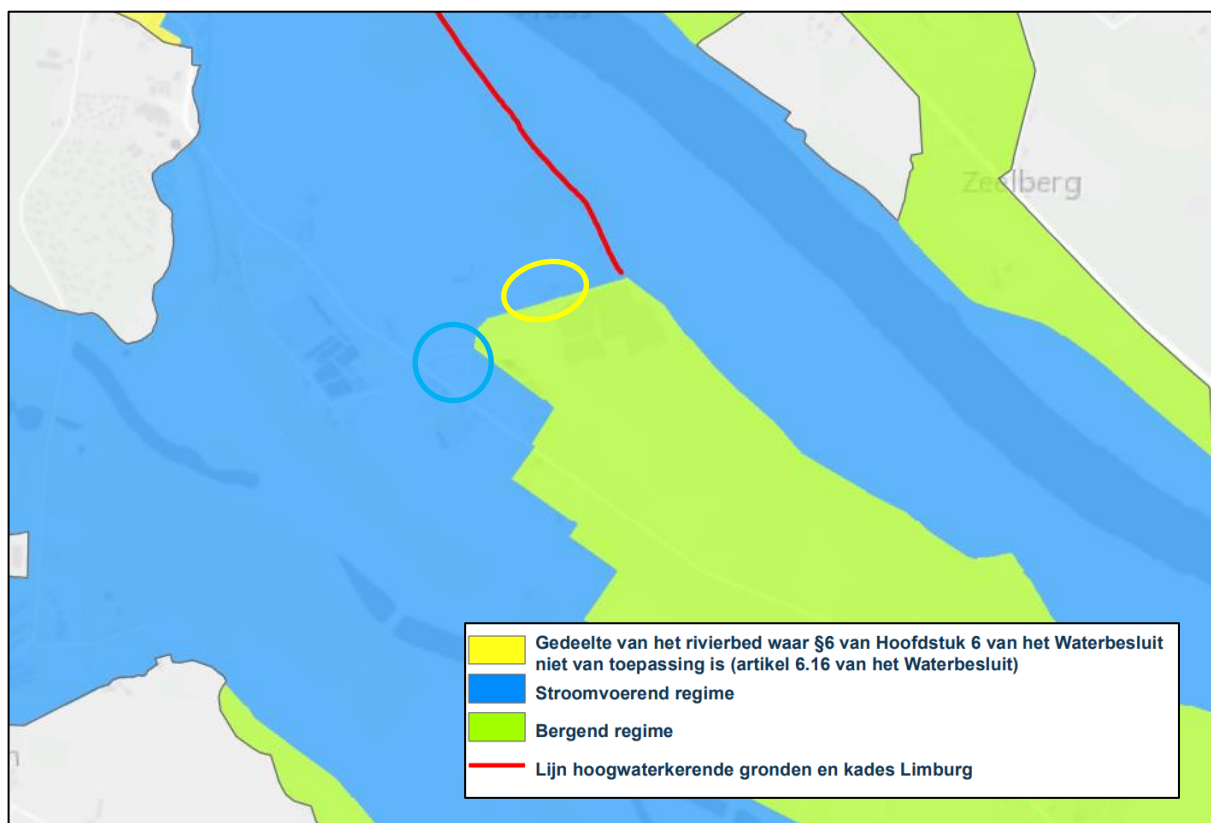 Maas
Zeelberg
Gedeelte van het rivierbed waar §6 van Hoofdstuk 6 van het Waterbesluit
niet van toepassing is (artikel 6.16 van het Waterbesluit)
Stroomvoerend regime
Bergend regime
Lijn hoogwaterkerende gronden en kades Limburg